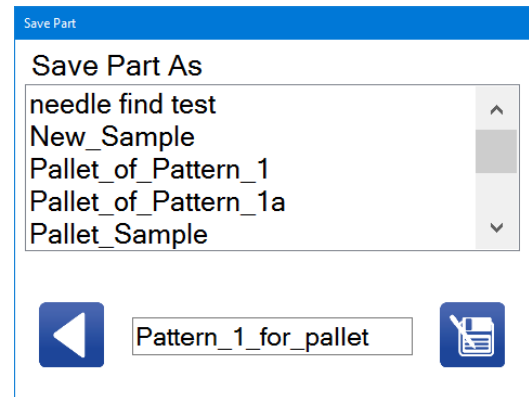 Save Part
Save Part As
needle find test
New_Sample
Pallet_of_Pattern_1
Pallet_of_Pattern_1a
Pallet_Sample
Pattern_1_for_pallet